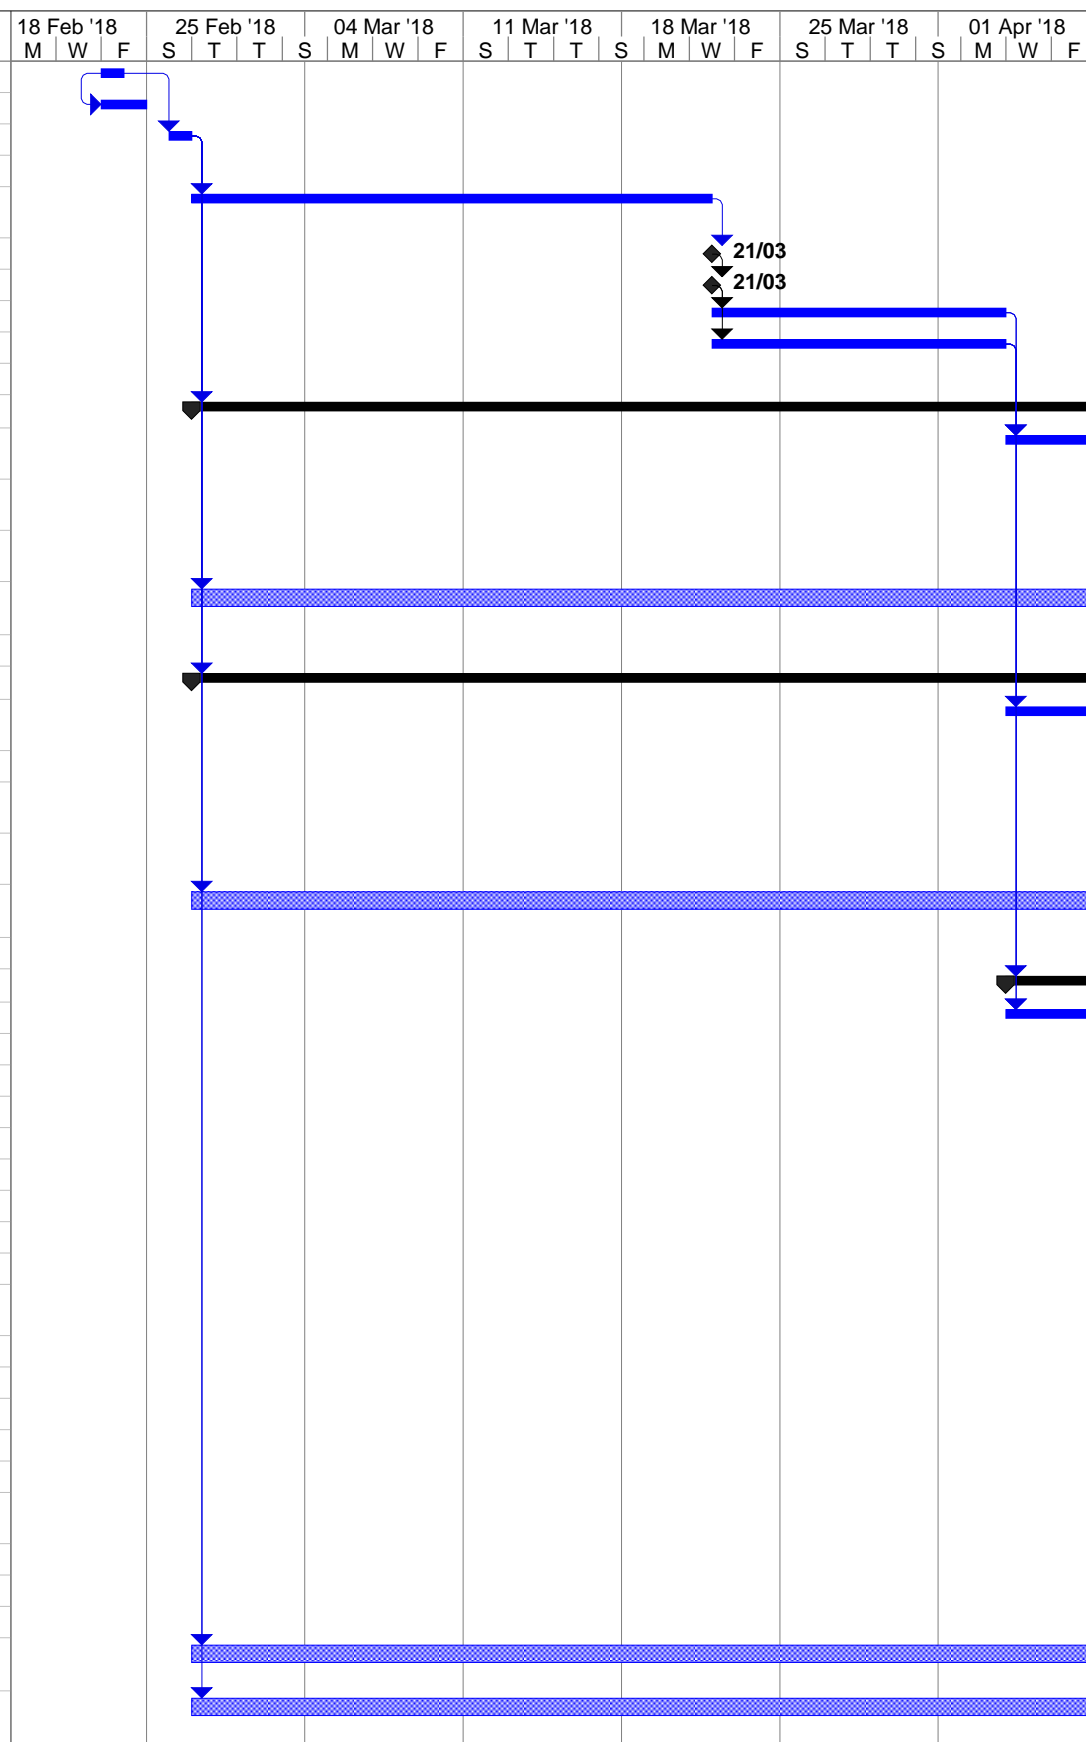 18 Feb '18 25 Feb '18 04 Mar '18 11 Mar '18 18 Mar '18 25 Mar '18 01 Apr '18
M W F S T T S M W F S T T S M W F S T T S M W F
21/03
21/03